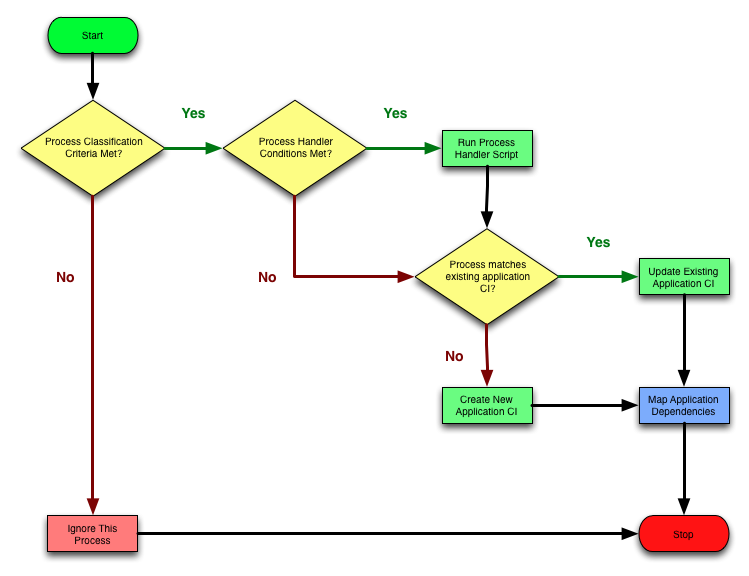 Start
Yes
Yes
Process Classification
Criteria Met?
Process Handler
Conditions Met?
Run Process
Handler Script
Yes
No
No
Process matches
existing application
CI?
Update Existing
Application CI
No
Create New
Application CI
Map Application
Dependencies
Ignore This
Process
Stop